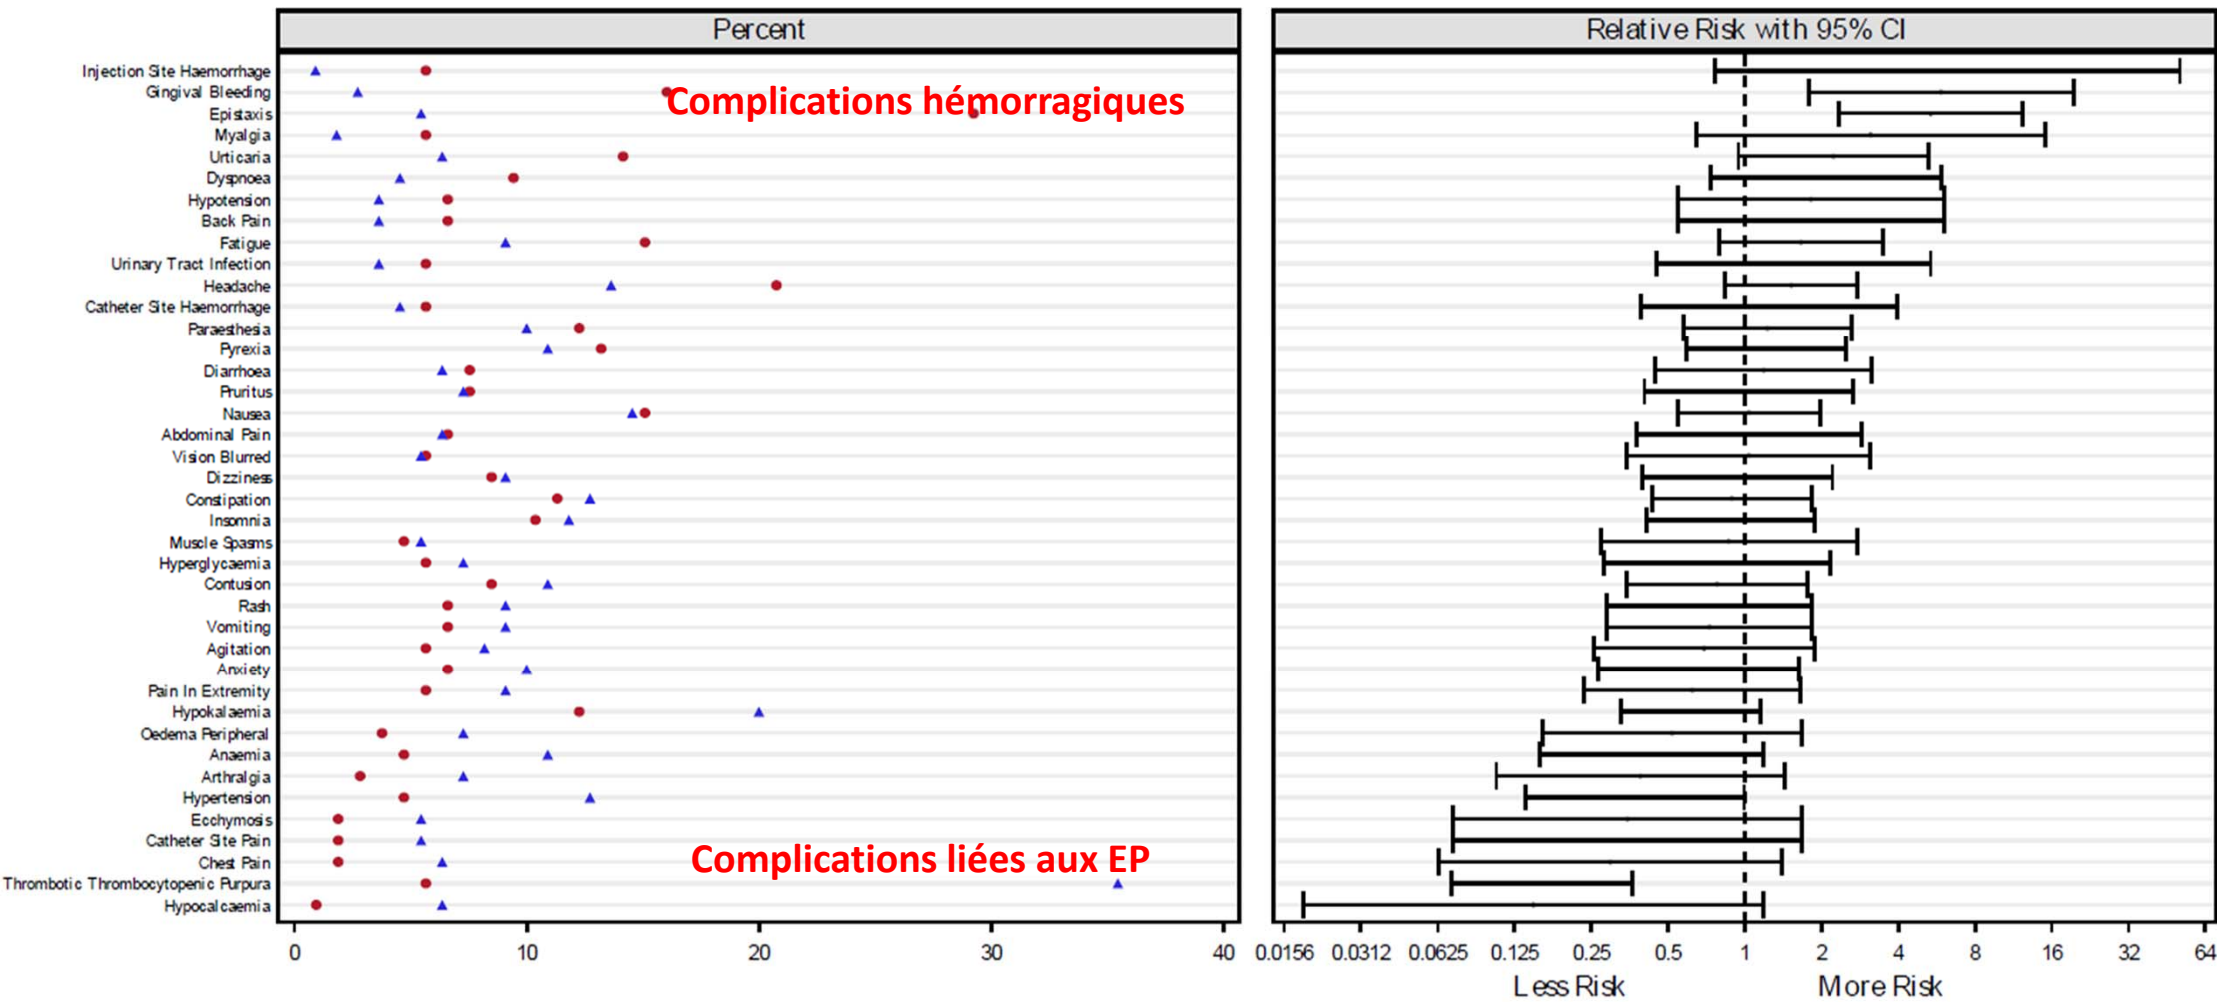 Percent
Relative Risk with 95% CI
Injection Site Haemorrhage
Gingival Bleeding
Complications hémorragiques
Epistaxis
Myalgia
Urticaria
Dyspnoea
Hypotension
Back Pain
Fatigue
Urinary Tract Infection
Headache
Catheter Site Haemorrhage
Paraesthesia
Pyrexia
Diarrhoea
Pruritus
Nausea
Abdominal Pain
Vision Blurred
Dizziness
Constipation
Insomnia
Muscle Spasms
Hyperglycaemia
Contusion
Rash
Vomiting
Agitation
Anxiety
Pain In Extremity
Hypokalaemia
Oedema Peripheral
Anaemia
Arthralgia
Hypertension
Ecchymosis
Catheter Site Pain
Complications liées aux EP
Chest Pain
Thrombotic Thrombocytopenic Purpura
Hypocalcaemia
0 10 20 30 40
0.0156 0.0312 0.0625 0.125 0.25 0.5 1 2 4 8 16 32 64
Less Risk More Risk